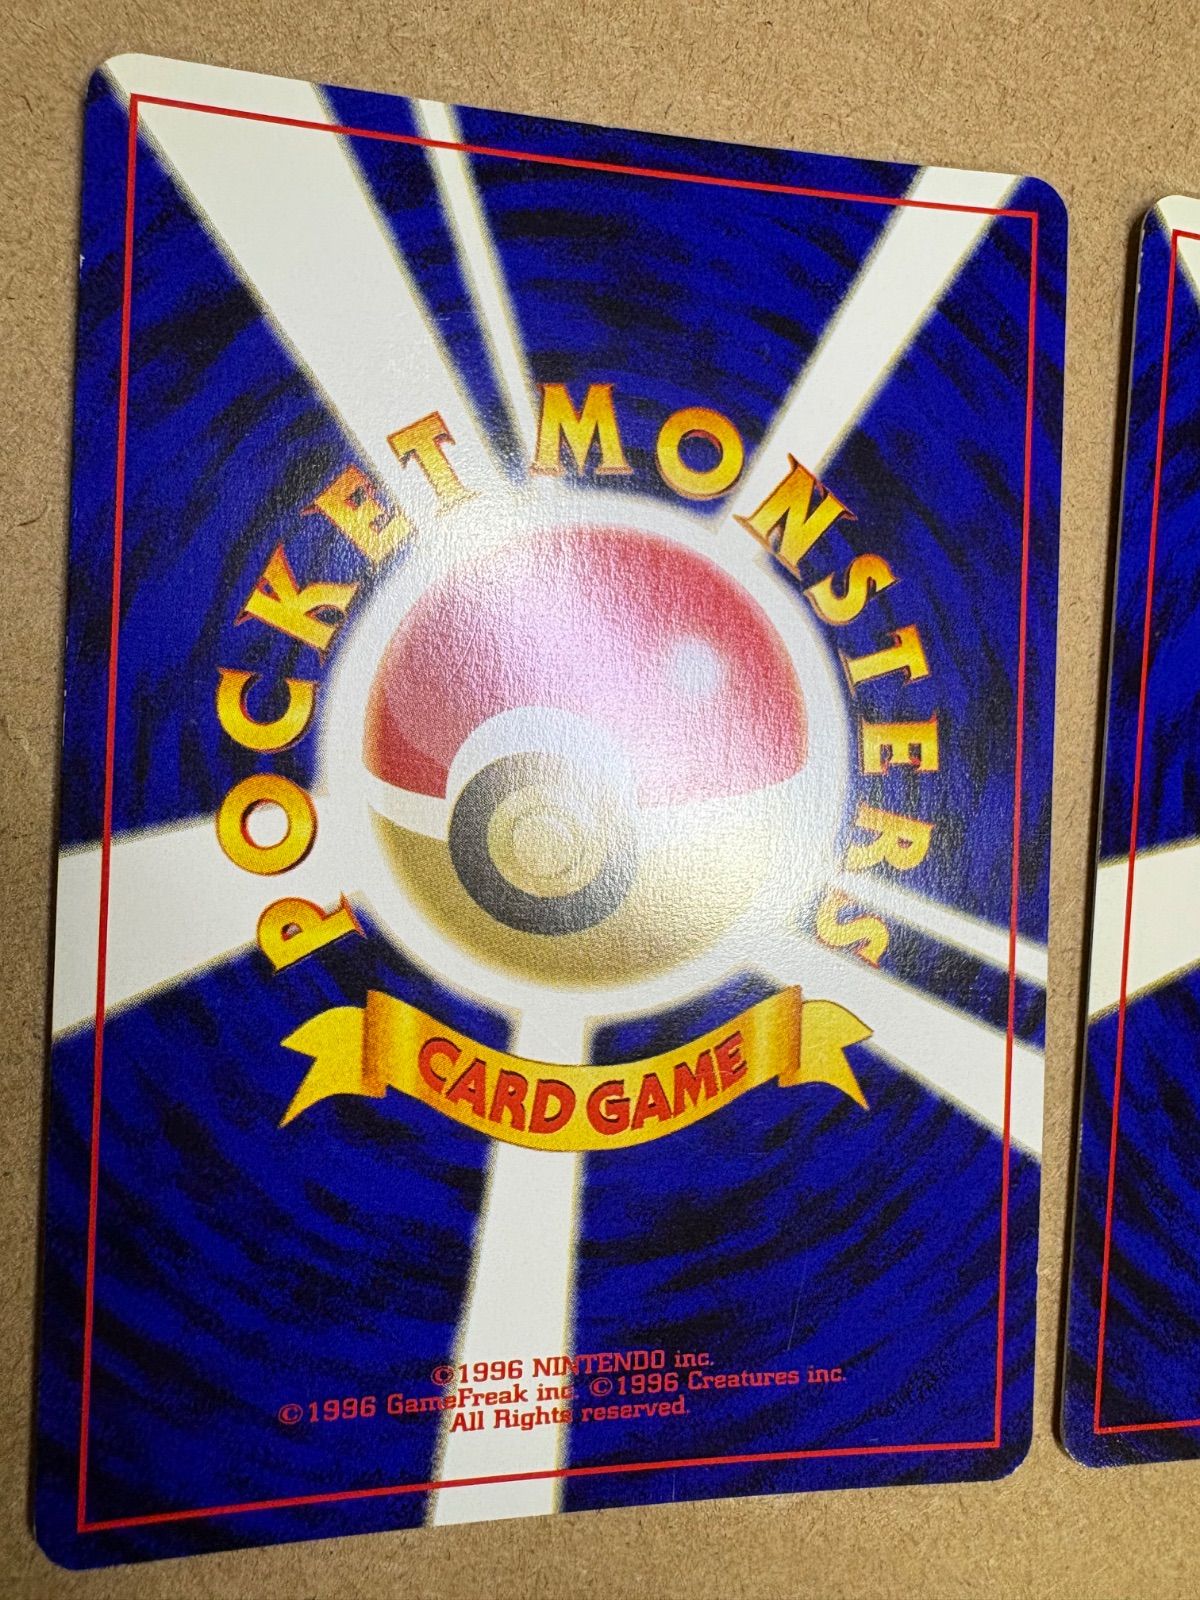 POCKET MONSTERS
CARD GAME
©1996 NINTENDO inc.
©1996 GameFreak inc. ©1996 Creatures inc.
All Rights reserved.